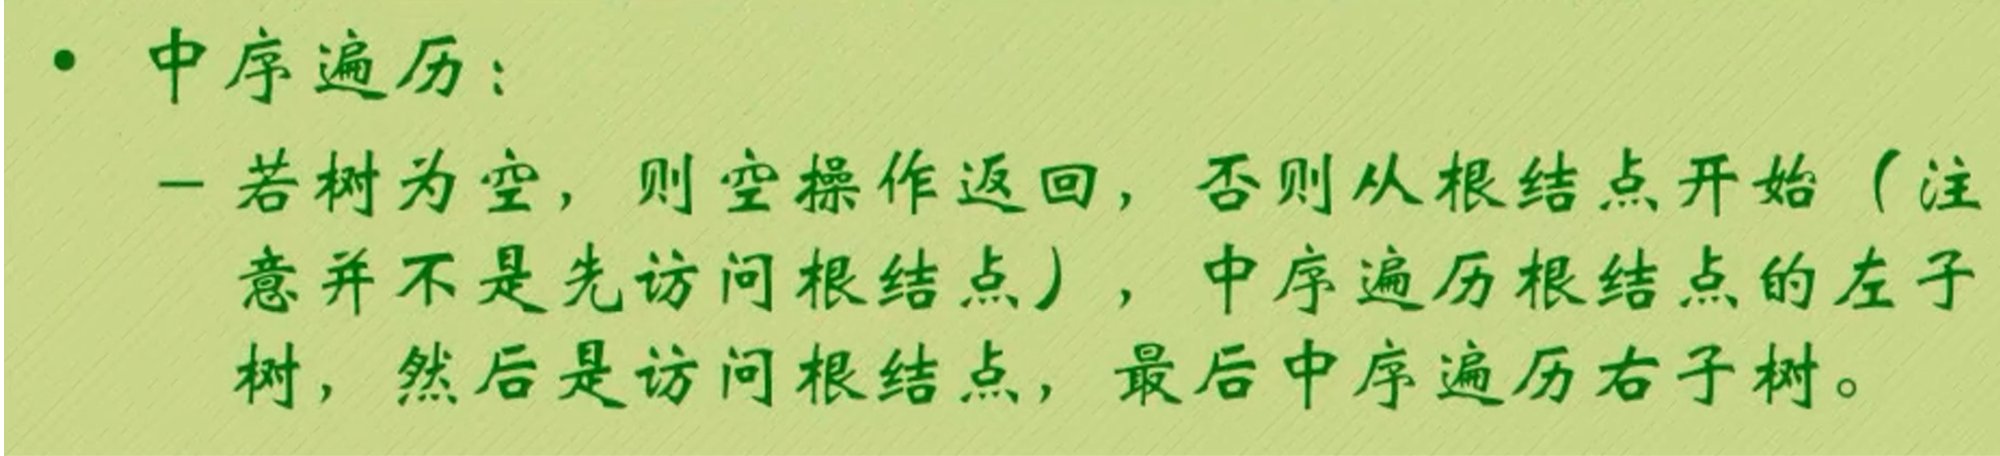 • 中序遍历：
– 若树为空，则空操作返回，否则从根结点开始（注
意并不是先访问根结点），中序遍历根结点的左子
树，然后是访问根结点，最后中序遍历右子树。